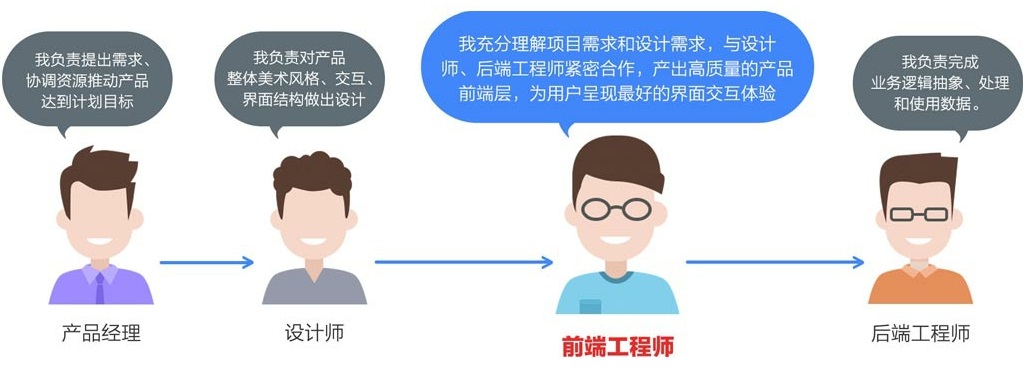 我负责提出需求、
协调资源推动产品
达到计划目标
我负责对产品
整体美术风格、交互、
界面结构做出设计
我充分理解项目需求和设计需求，与设计
师、后端工程师紧密合作，产出高质量的产品
前端层，为用户呈现最好的界面交互体验
我负责完成
业务逻辑抽象、处理
和使用数据。
产品经理
设计师
前端工程师
后端工程师